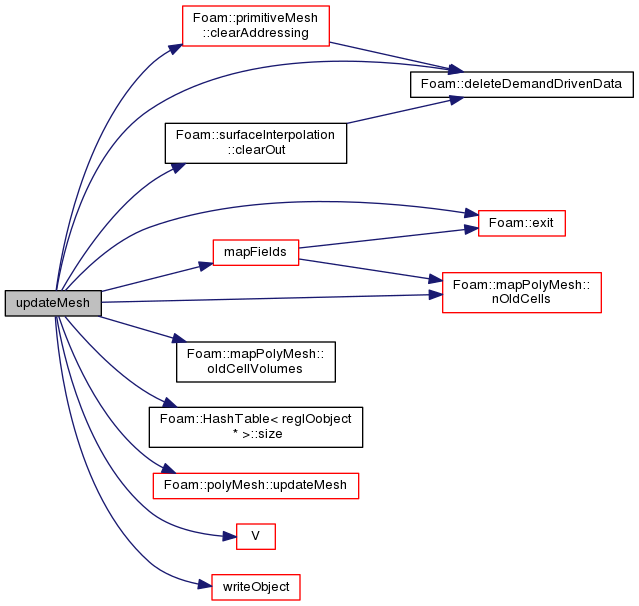 Foam::primitiveMesh
::clearAddressing
Foam::deleteDemandDrivenData
Foam::surfaceInterpolation
::clearOut
Foam::exit
mapFields
Foam::mapPolyMesh::
nOldCells
updateMesh
Foam::mapPolyMesh::
oldCellVolumes
Foam::HashTable< regIOobject
* >::size
Foam::polyMesh::updateMesh
V
writeObject